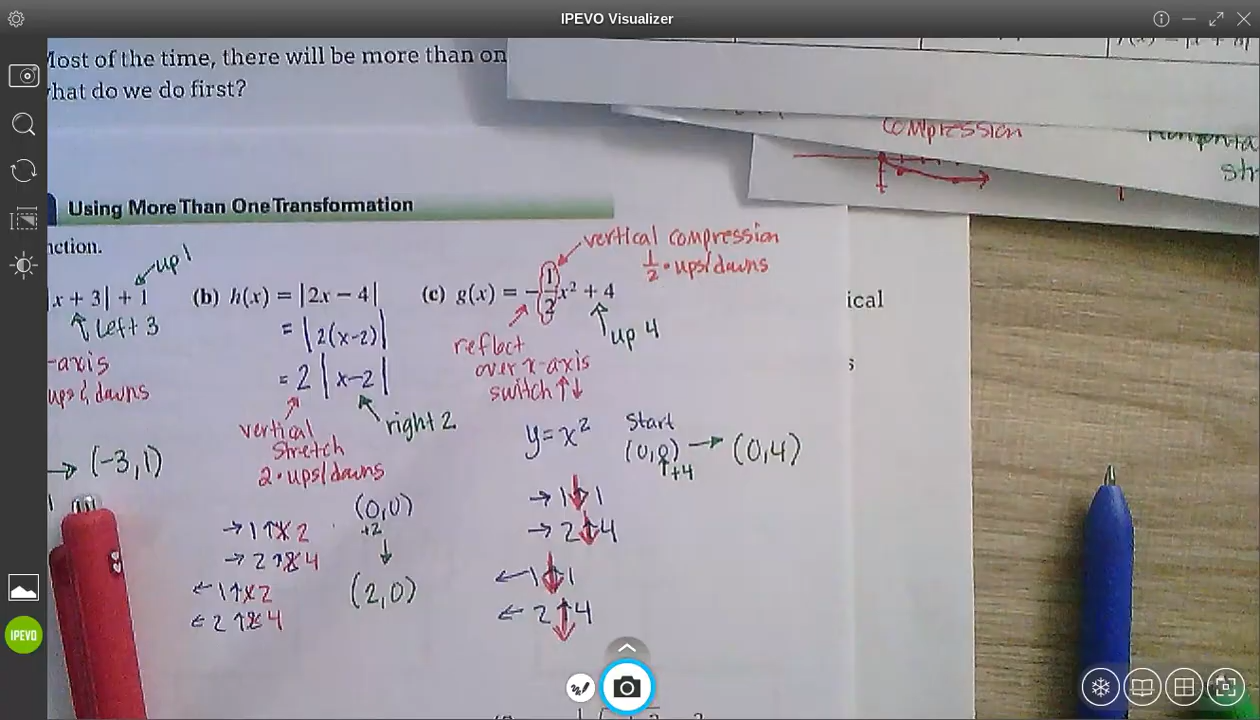 IPEVO Visualizer
Most of the time, there will be more than on
hat do we do first?
compression
Using More Than One Transformation
nction.
up 1
|x + 3| + 1
left 3
-axis
ups & downs
→ (-3,1)
(b) h(x) = |2x − 4|
= |2(x-2)|
= 2|x-2|
vertical
stretch
2·ups/downs
right 2
(0,0)
+2
↓
(2,0)
→ 1↑ 2
→ 2↑ 4
← 1↑ 2
← 2↑ 4
(c) g(x) = −1/2x² + 4
vertical compression
1/2·ups/downs
reflect
over x-axis
switch ↑↓
up 4
y=x²
Start
(0,0) → (0,4)
+4
→ 1↓1
→ 2↓4
← 1↓1
← 2↓4
ical
s
IPEVO